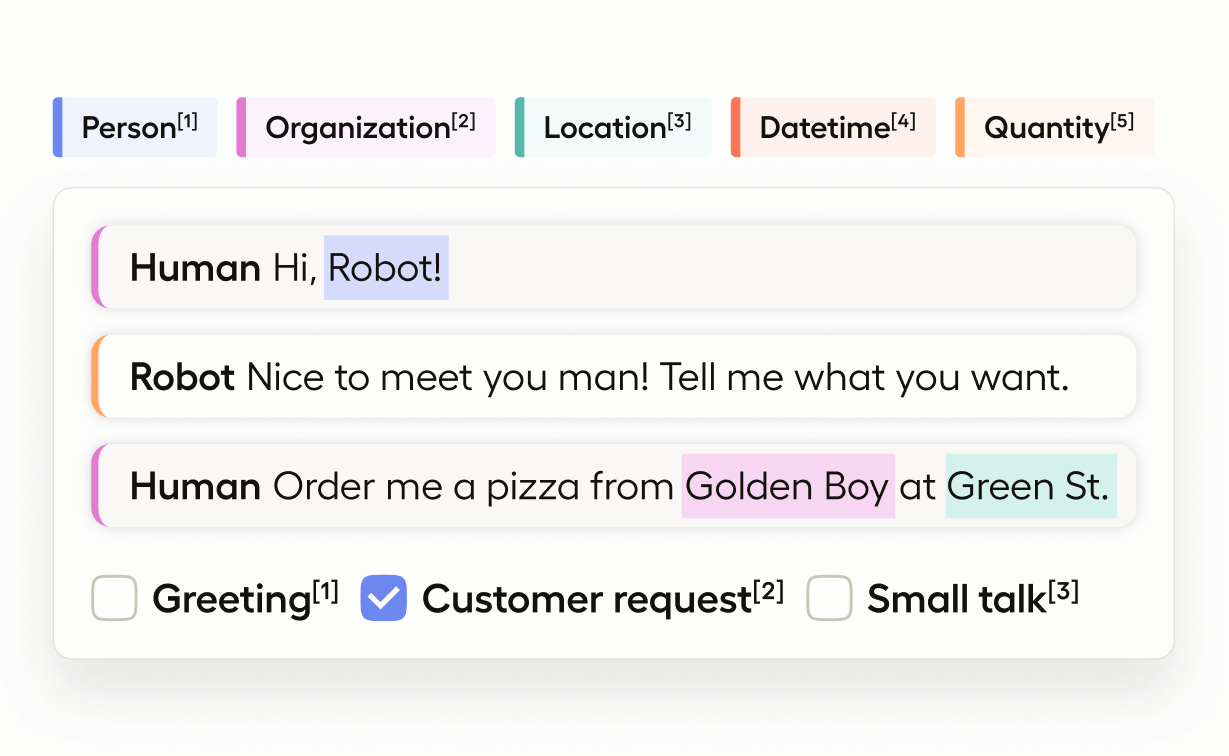 Person[1] Organization[2] Location[3] Datetime[4] Quantity[5]
Human Hi, Robot!
Robot Nice to meet you man! Tell me what you want.
Human Order me a pizza from Golden Boy at Green St.
Greeting[1] Customer request[2] Small talk[3]